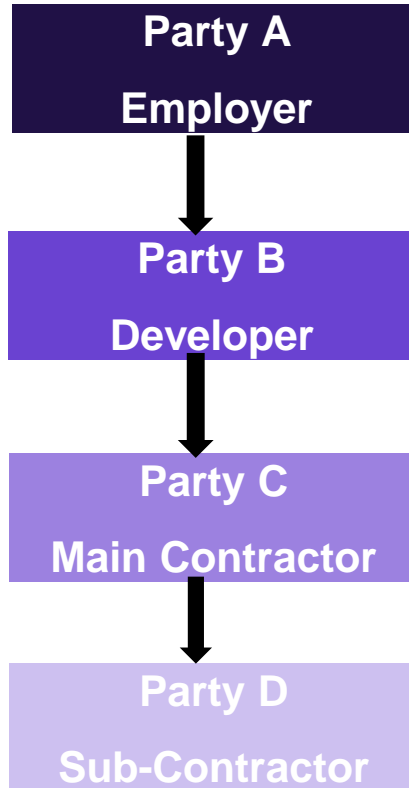 Party A
Employer
Party B
Developer
Party C
Main Contractor
Party D
Sub-Contractor